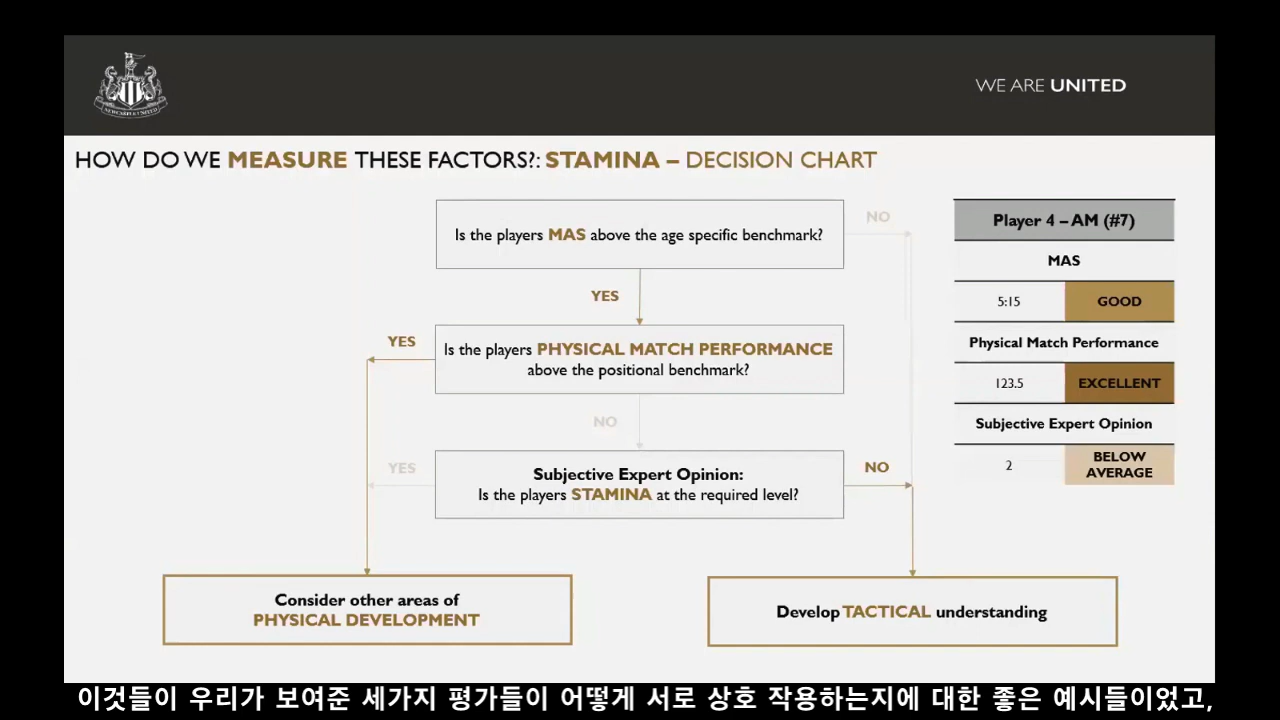 NEWCASTLE UNITED
WE ARE UNITED
HOW DO WE MEASURE THESE FACTORS?: STAMINA – DECISION CHART
Is the players MAS above the age specific benchmark?
NO
YES
Is the players PHYSICAL MATCH PERFORMANCE
above the positional benchmark?
YES
NO
Subjective Expert Opinion:
Is the players STAMINA at the required level?
YES
NO
Consider other areas of
PHYSICAL DEVELOPMENT
Develop TACTICAL understanding
Player 4 – AM (#7)
MAS
5:15 GOOD
Physical Match Performance
123.5 EXCELLENT
Subjective Expert Opinion
2 BELOW
AVERAGE
이것들이 우리가 보여준 세가지 평가들이 어떻게 서로 상호 작용하는지에 대한 좋은 예시들이었고,